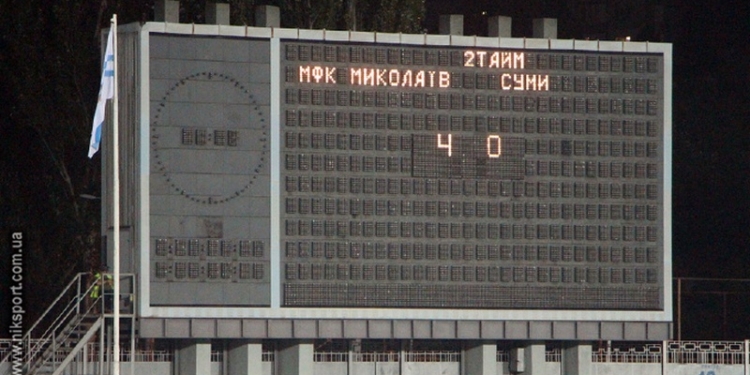 2ТАЙМ
МФК МИКОЛАЇВ СУМИ
4 0
www.niksport.com.ua